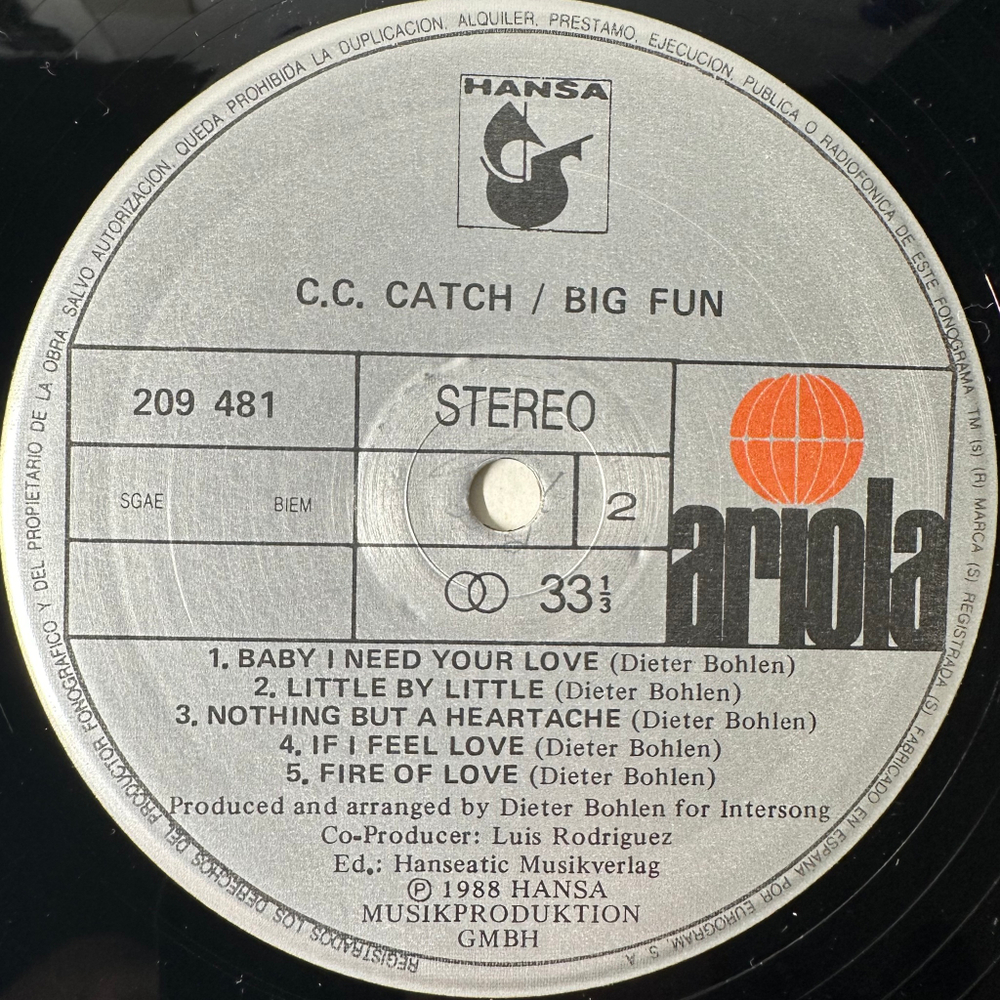 HANSA
C.C. CATCH / BIG FUN
209 481
STEREO
SGAE BIEM
2
33⅓
ariola
1. BABY I NEED YOUR LOVE (Dieter Bohlen)
2. LITTLE BY LITTLE (Dieter Bohlen)
3. NOTHING BUT A HEARTACHE (Dieter Bohlen)
4. IF I FEEL LOVE (Dieter Bohlen)
5. FIRE OF LOVE (Dieter Bohlen)
Produced and arranged by Dieter Bohlen for Intersong
Co-Producer: Luis Rodriguez
Ed.: Hanseatic Musikverlag
Ⓟ 1988 HANSA
MUSIKPRODUKTION
GMBH
REGISTRADOS LOS DERECHOS DEL PRODUCTOR FONOGRAFICO Y DEL PROPIETARIO DE LA OBRA. SALVO AUTORIZACION, QUEDA PROHIBIDA LA DUPLICACION, ALQUILER, PRESTAMO, EJECUCION, PUBLICA O RADIOFONICA DE ESTE FONOGRAMA TM (s) (R) MARCA (S) REGISTRADA (S). FABRICADO EN ESPAÑA POR EUROGRAM, S A